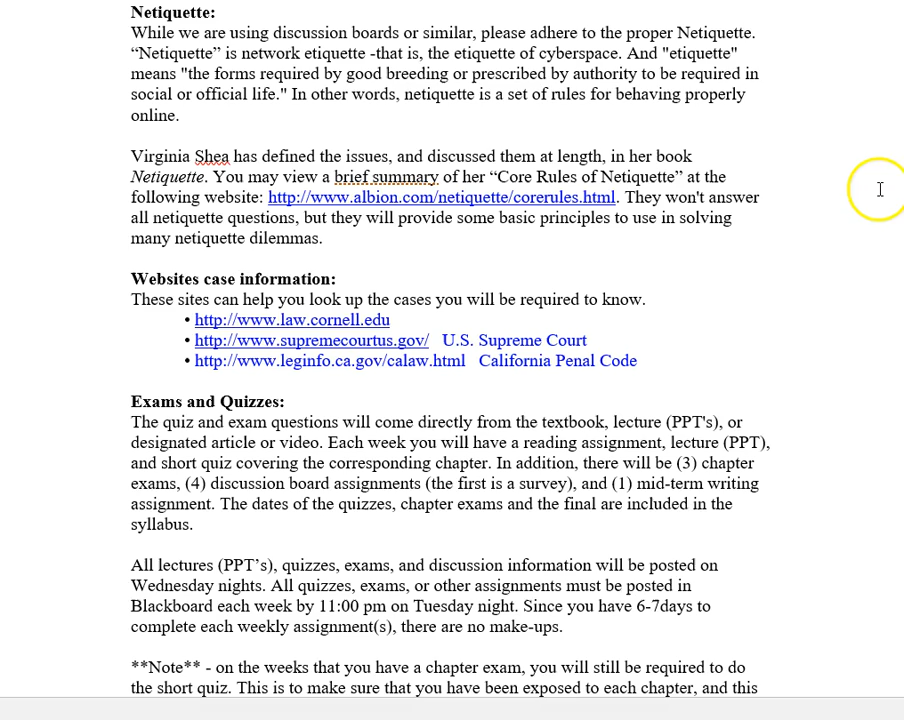 Netiquette:
While we are using discussion boards or similar, please adhere to the proper Netiquette.
“Netiquette” is network etiquette -that is, the etiquette of cyberspace. And "etiquette"
means "the forms required by good breeding or prescribed by authority to be required in
social or official life." In other words, netiquette is a set of rules for behaving properly
online.
Virginia Shea has defined the issues, and discussed them at length, in her book
Netiquette. You may view a brief summary of her “Core Rules of Netiquette” at the
following website: http://www.albion.com/netiquette/corerules.html. They won't answer
all netiquette questions, but they will provide some basic principles to use in solving
many netiquette dilemmas.
Websites case information:
These sites can help you look up the cases you will be required to know.
• http://www.law.cornell.edu
• http://www.supremecourtus.gov/ U.S. Supreme Court
• http://www.leginfo.ca.gov/calaw.html California Penal Code
Exams and Quizzes:
The quiz and exam questions will come directly from the textbook, lecture (PPT's), or
designated article or video. Each week you will have a reading assignment, lecture (PPT),
and short quiz covering the corresponding chapter. In addition, there will be (3) chapter
exams, (4) discussion board assignments (the first is a survey), and (1) mid-term writing
assignment. The dates of the quizzes, chapter exams and the final are included in the
syllabus.
All lectures (PPT’s), quizzes, exams, and discussion information will be posted on
Wednesday nights. All quizzes, exams, or other assignments must be posted in
Blackboard each week by 11:00 pm on Tuesday night. Since you have 6-7days to
complete each weekly assignment(s), there are no make-ups.
**Note** - on the weeks that you have a chapter exam, you will still be required to do
the short quiz. This is to make sure that you have been exposed to each chapter, and this